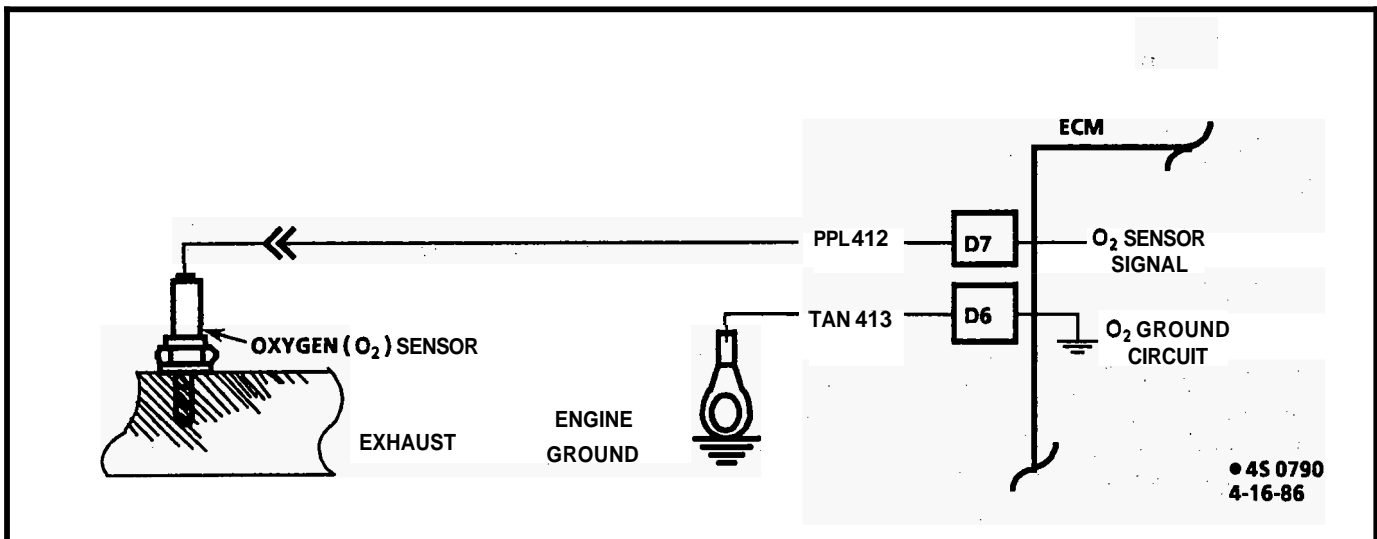 ECM
PPL 412
D7
O₂ SENSOR
SIGNAL
TAN 413
D6
O₂ GROUND
CIRCUIT
OXYGEN (O₂) SENSOR
EXHAUST
ENGINE
GROUND
● 4S 0790
4-16-86